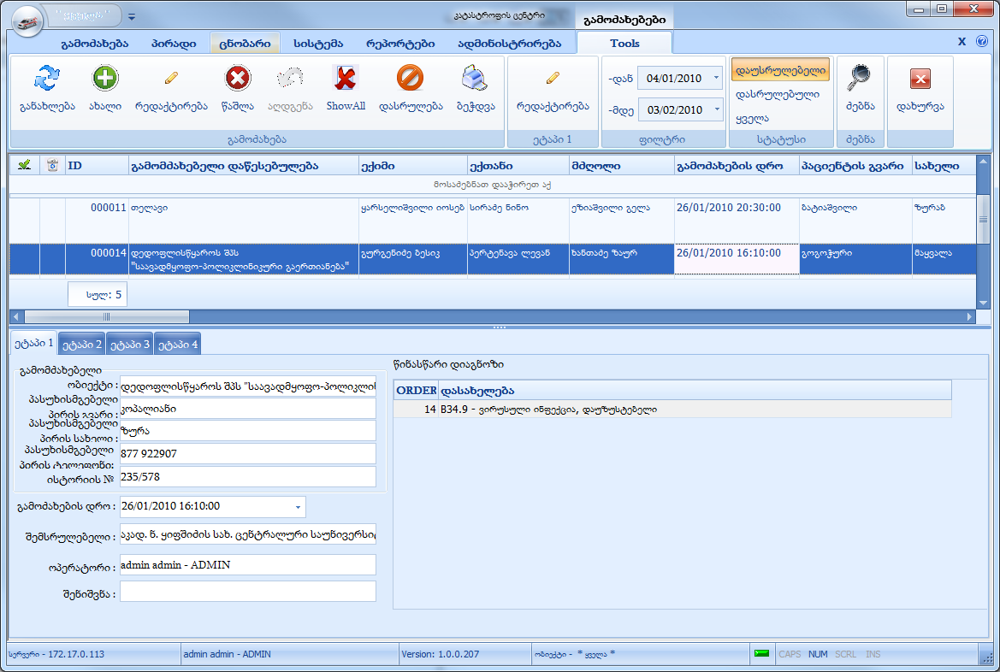 კატასტროფის ცენტრი
გამოძახებები
გამოძახება პირადი ცნობარი სისტემა რეპორტები ადმინისტრირება Tools
X
განახლება ახალი რედაქტირება წაშლა აღდგენა ShowAll დასრულება ბეჭდვა
გამოძახება
რედაქტირება
ეტაპი 1
-დან 04/01/2010
-მდე 03/02/2010
ფილტრი
დაუსრულებელი
დასრულებული
ყველა
სტატუსი
ძებნა
ძებნა
დახურვა
ID გამომძახებელი დაწესებულება ექიმი ექთანი მძღოლი გამოძახების დრო პაციენტის გვარი სახელი
მოსაძებნათ დააჭირეთ აქ
000011 თელავი ყარსელიშვილი იოსებ სირაძე ნინო ეზიაშვილი გელა 26/01/2010 20:30:00 ბატიაშვილი ზურაბ
000014 დედოფლისწყაროს შპს "საავადმყოფო-პოლიკლინიკური გაერთიანება" გურგენიძე ბესიკ პერტენავა ლევან ხანთაძე ზაურ 26/01/2010 16:10:00 გოგოჭური მაყვალა
სულ: 5
ეტაპი 1 ეტაპი 2 ეტაპი 3 ეტაპი 4
გამომძახებელი
ობიექტი : დედოფლისწყაროს შპს "საავადმყოფო-პოლიკლინ
პასუხისმგებელი პირის გვარი : კოპალიანი
პასუხისმგებელი პირის სახელი : ზურა
პასუხისმგებელი პირის ტელეფონი: 877 922907
ისტორიის № 235/578
გამოძახების დრო : 26/01/2010 16:10:00
შემსრულებელი : აკად. ნ. ყიფშიძის სახ. ცენტრალური საუნივერსიტ
ოპერატორი : admin admin - ADMIN
შენიშვნა :
წინასწარი დიაგნოზი
ORDER დასახელება
14 B34.9 - ვირუსული ინფექცია, დაუზუსტებელი
სერვერი - 172.17.0.113 admin admin - ADMIN Version: 1.0.0.207 ობიექტი - * ყველა * CAPS NUM SCRL INS